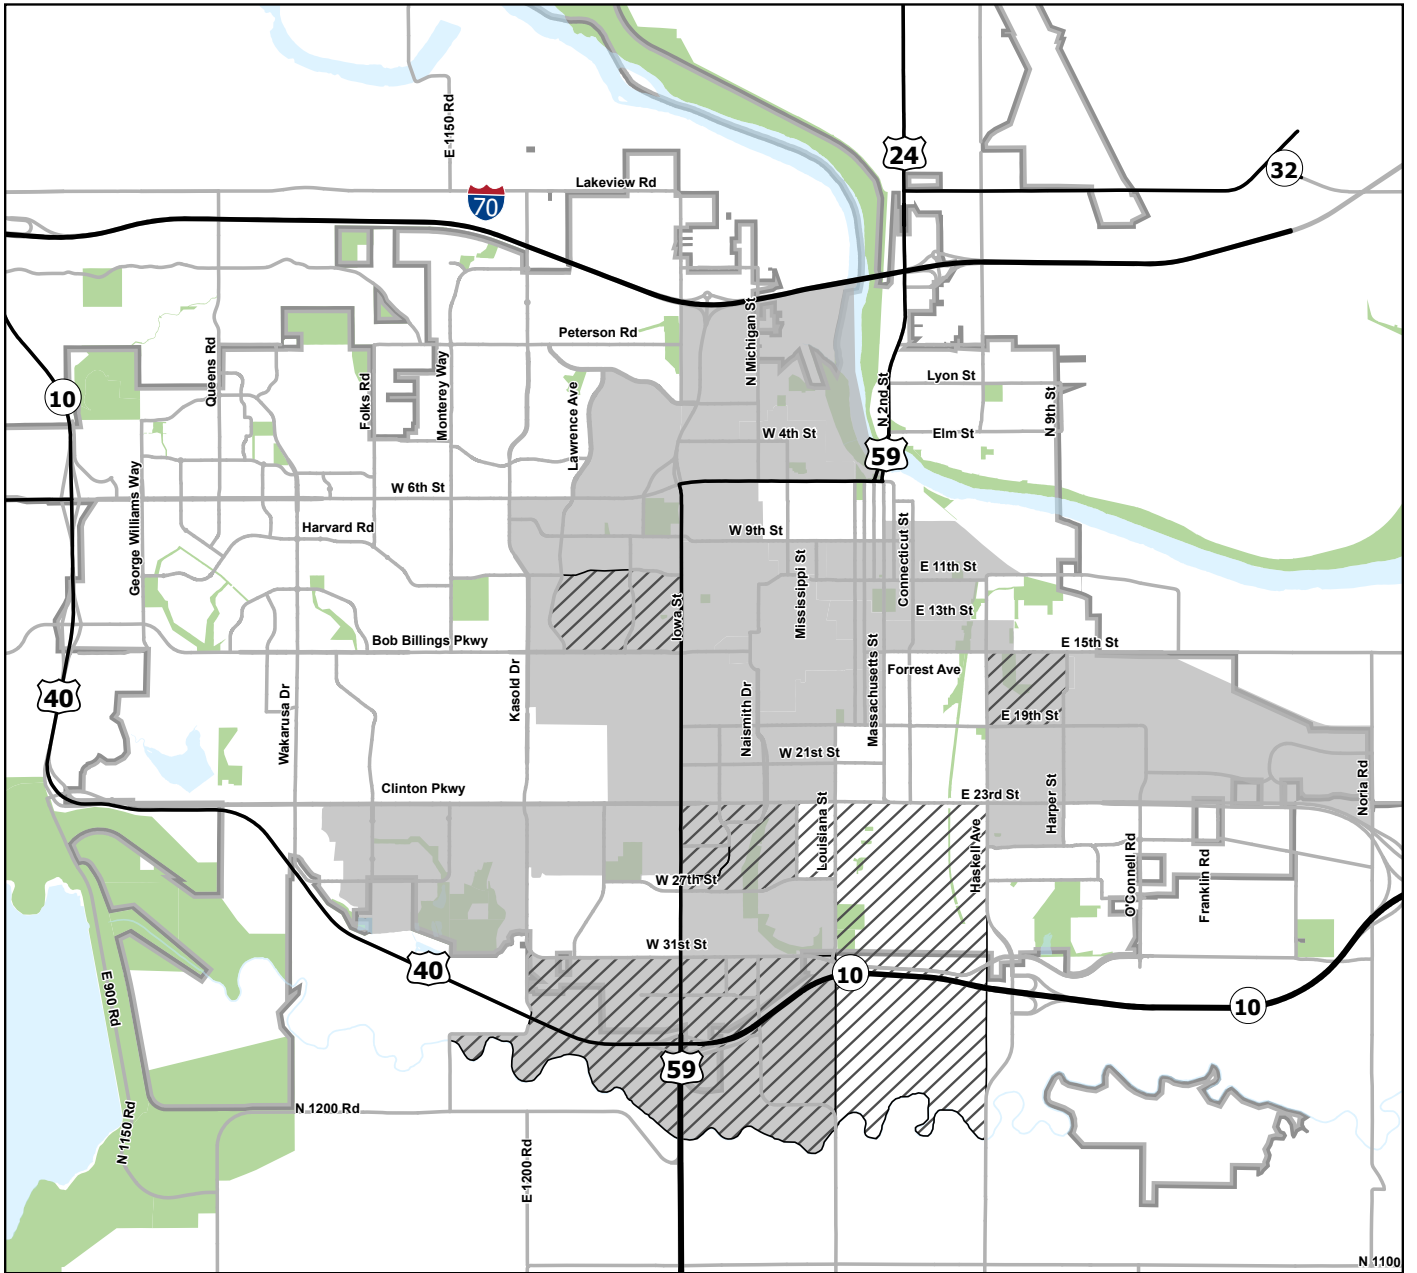 E 1150 Rd
24
32
Lakeview Rd
70
N Michigan St
Peterson Rd
Queens Rd
Folks Rd
Monterey Way
Lawrence Ave
Lyon St
N 2nd St
N 9th St
10
W 4th St
Elm St
59
George Williams Way
W 6th St
Harvard Rd
W 9th St
Connecticut St
Mississippi St
E 11th St
Iowa St
E 13th St
Bob Billings Pkwy
E 15th St
Massachusetts St
Forrest Ave
40
Wakarusa Dr
Kasold Dr
Naismith Dr
E 19th St
W 21st St
Clinton Pkwy
E 23rd St
Harper St
Noria Rd
Louisiana St
Haskell Ave
O'Connell Rd
Franklin Rd
W 27th St
W 31st St
40
10
E 900 Rd
10
59
N 1200 Rd
N 1150 Rd
E 1200 Rd
N 1100